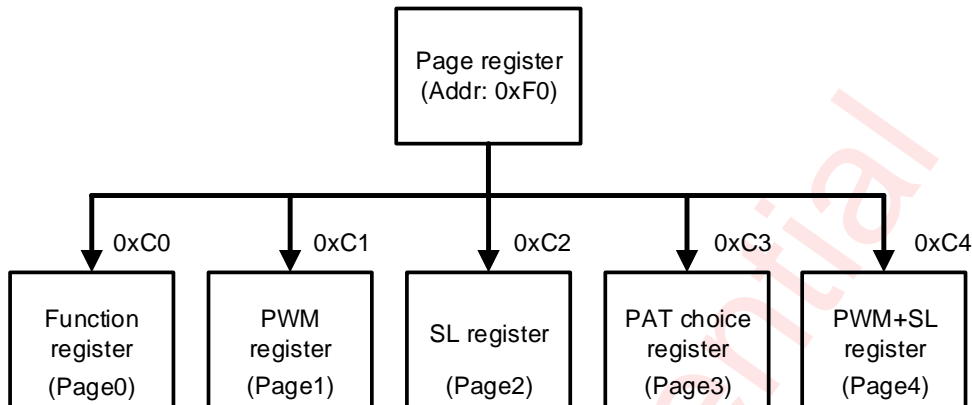 Page register
(Addr: 0xF0)
0xC0
0xC1
0xC2
0xC3
0xC4
Function
register
(Page0)
PWM
register
(Page1)
SL register
(Page2)
PAT choice
register
(Page3)
PWM+SL
register
(Page4)